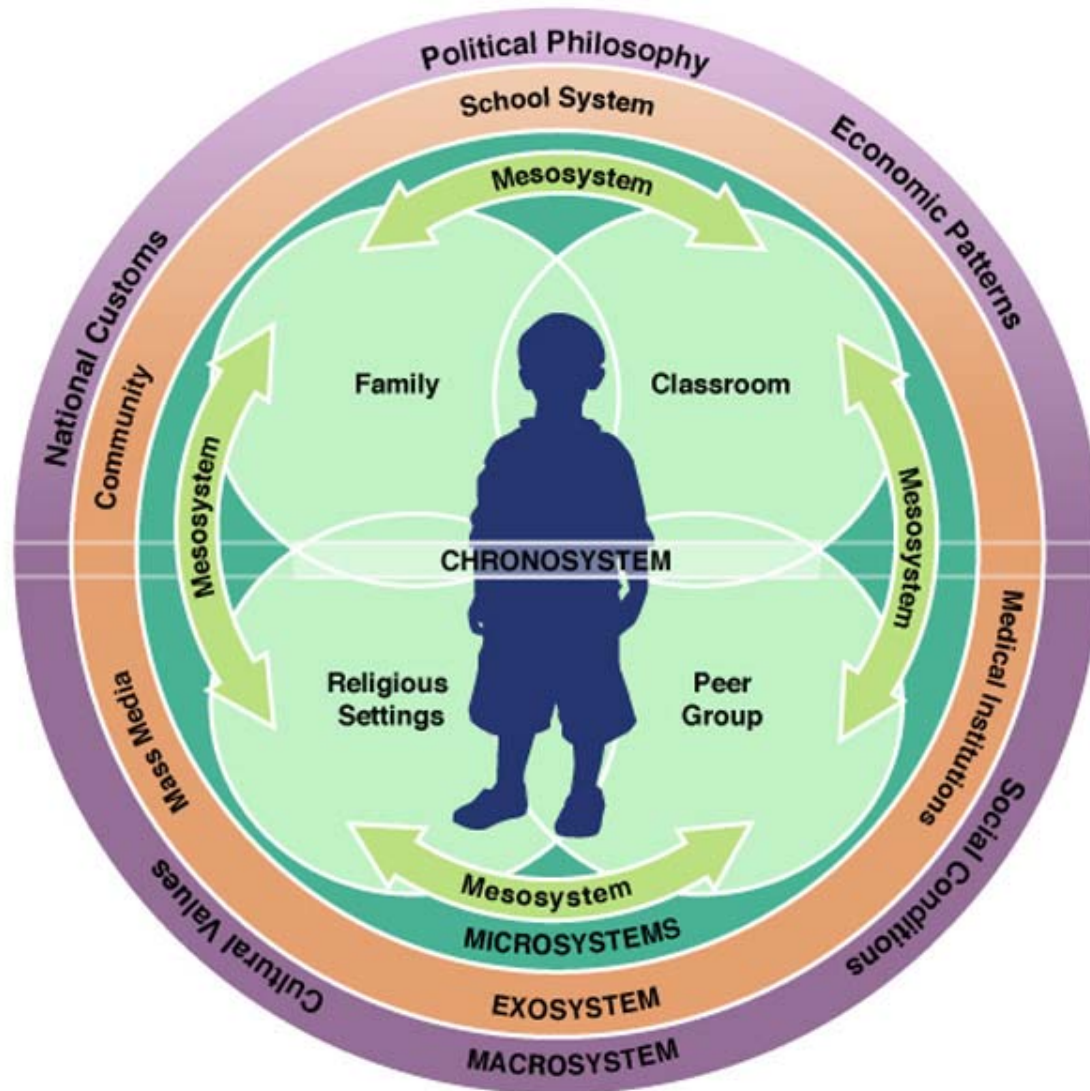 Political Philosophy
School System
Economic Patterns
National Customs
Community
Mesosystem
Mesosystem
Mesosystem
Family
Classroom
CHRONOSYSTEM
Religious
Settings
Peer
Group
Mass Media
Medical Institutions
Cultural Values
Social Conditions
Mesosystem
MICROSYSTEMS
EXOSYSTEM
MACROSYSTEM